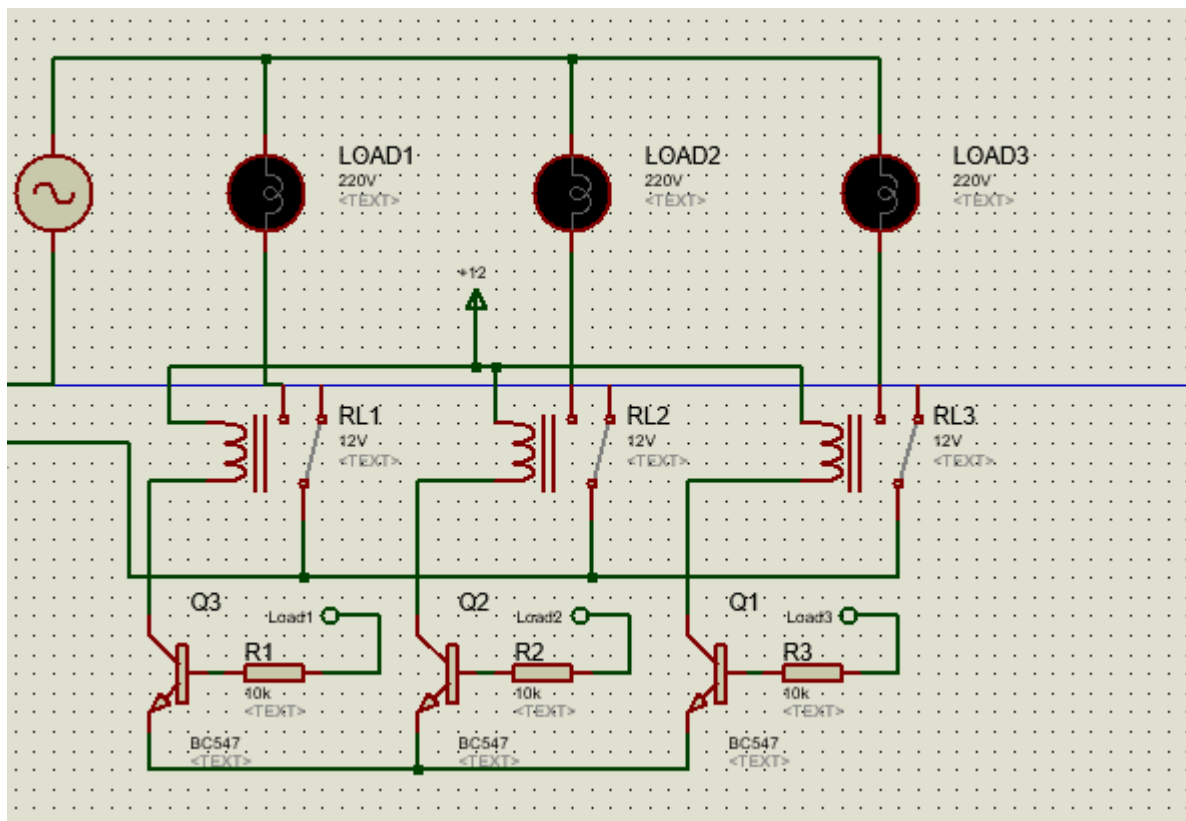 LOAD1
220V
<TEXT>
LOAD2
220V
<TEXT>
LOAD3
220V
<TEXT>
+12
RL1
12V
<TEXT>
RL2
12V
<TEXT>
RL3
12V
<TEXT>
Q3
Load1
Q2
Load2
Q1
Load3
R1
10k
<TEXT>
R2
10k
<TEXT>
R3
10k
<TEXT>
BC547
<TEXT>
BC547
<TEXT>
BC547
<TEXT>